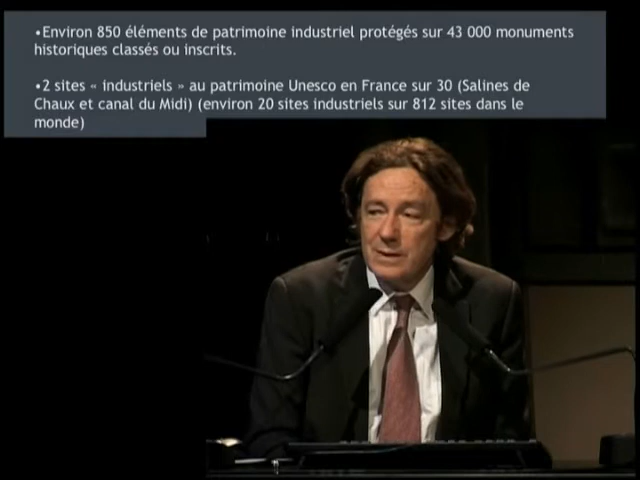 •Environ 850 éléments de patrimoine industriel protégés sur 43 000 monuments
historiques classés ou inscrits.
•2 sites « industriels » au patrimoine Unesco en France sur 30 (Salines de
Chaux et canal du Midi) (environ 20 sites industriels sur 812 sites dans le
monde)